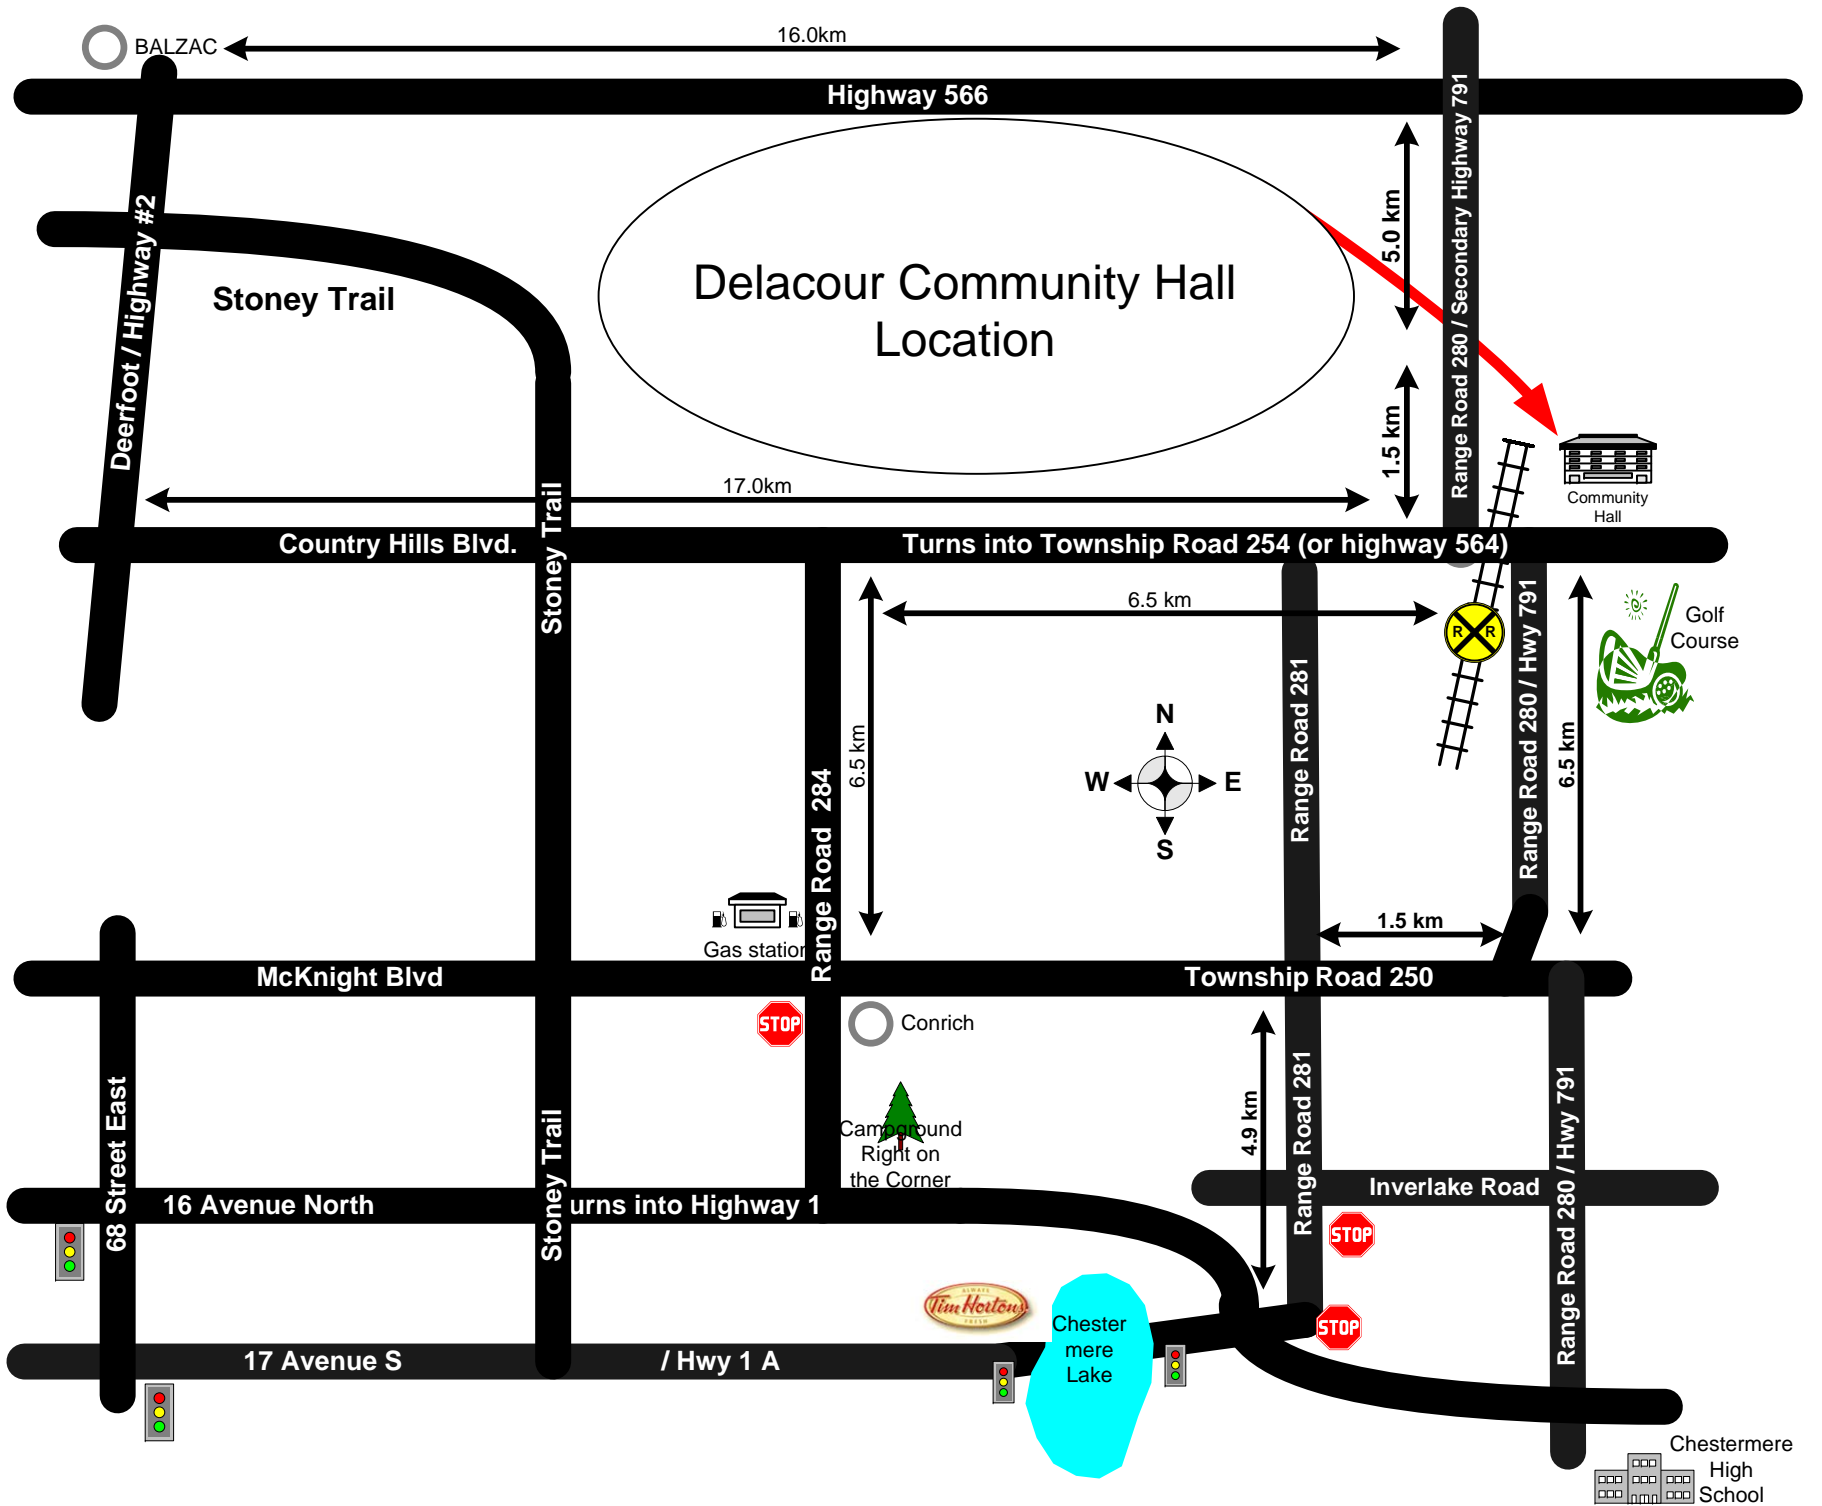 BALZAC
16.0km
Highway 566
Range Road 280 / Secondary Highway 791
5.0 km
Deerfoot / Highway #2
Stoney Trail
Delacour Community Hall
Location
1.5 km
17.0km
Community
Hall
Country Hills Blvd.
Stoney Trail
Turns into Township Road 254 (or highway 564)
6.5 km
R R
Range Road 280 / Hwy 791
Golf
Course
Range Road 281
6.5 km
6.5 km
N
W
E
S
Range Road 284
Gas station
1.5 km
McKnight Blvd
Township Road 250
STOP
Conrich
68 Street East
Stoney Trail
Campground
Right on
the Corner
4.9 km
Range Road 281
Range Road 280 / Hwy 791
Inverlake Road
16 Avenue North
urns into Highway 1
STOP
ALWAYS
Tim Hortons
FRESH
Chester
mere
Lake
STOP
17 Avenue S
/ Hwy 1 A
Chestermere
High
School